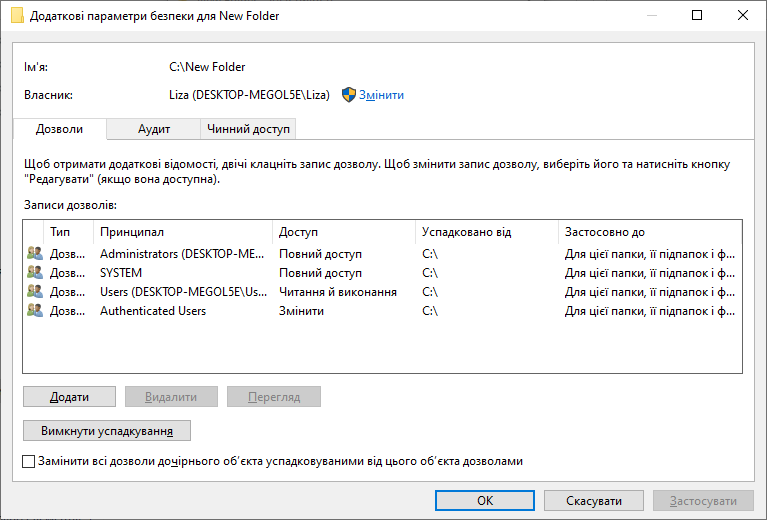 Додаткові параметри безпеки для New Folder
Ім'я: C:\New Folder
Власник: Liza (DESKTOP-MEGOL5E\Liza) Змінити
Дозволи Аудит Чинний доступ
Щоб отримати додаткові відомості, двічі клацніть запис дозволу. Щоб змінити запис дозволу, виберіть його та натисніть кнопку
"Редагувати" (якщо вона доступна).
Записи дозволів:
Тип Принципал Доступ Успадковано від Застосовно до
Дозв... Administrators (DESKTOP-ME... Повний доступ C:\ Для цієї папки, її підпапок і ф...
Дозв... SYSTEM Повний доступ C:\ Для цієї папки, її підпапок і ф...
Дозв... Users (DESKTOP-MEGOL5E\Us... Читання й виконання C:\ Для цієї папки, її підпапок і ф...
Дозв... Authenticated Users Змінити C:\ Для цієї папки, її підпапок і ф...
Додати Видалити Перегляд
Вимкнути успадкування
Замінити всі дозволи дочірнього об'єкта успадковуваними від цього об'єкта дозволами
OK Скасувати Застосувати